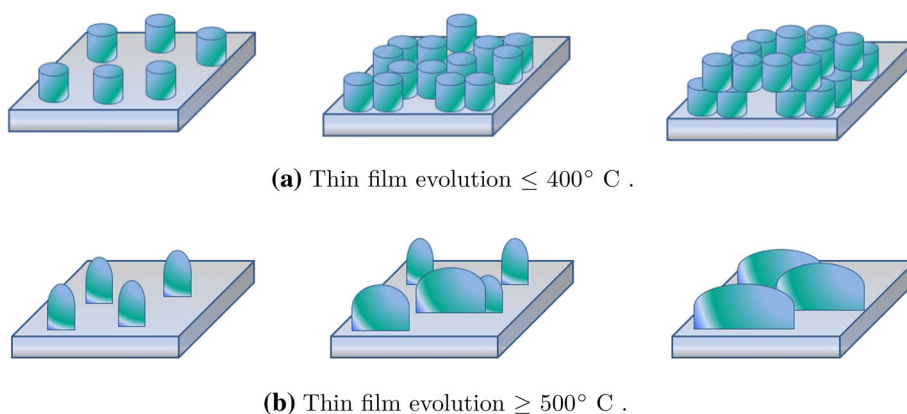 (a) Thin film evolution ≤ 400° C .
(b) Thin film evolution ≥ 500° C .